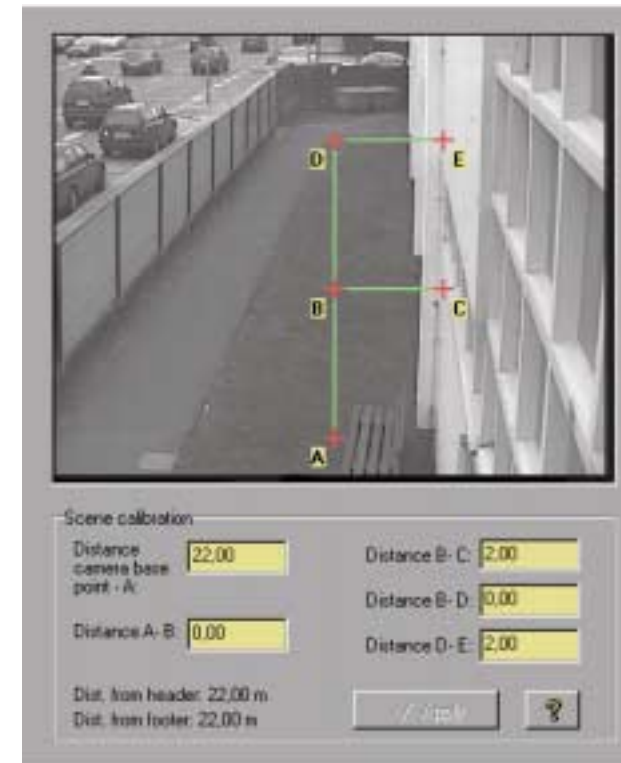 D
E
B
C
A
Scene calibration
Distance
camera base
point - A:
22,00
Distance A- B:
0.00
Distance B- C:
2.00
Distance B- D:
0.00
Distance D- E:
2,00
Dist. from header: 22,00 m
Dist. from footer: 22,00 m
Apply
?